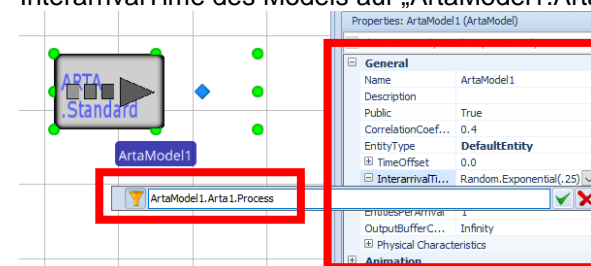 InterarrivalTime des Models auf „ArtaModel1.Arta
Properties: ArtaModel1 (ArtaModel)
General
Name ArtaModel1
Description
Public True
CorrelationCoef... 0.4
EntityType DefaultEntity
TimeOffset 0.0
InterarrivalTi... Random.Exponential(.25)
ArtaModel1.Arta1.Process
EntitiesPerArrival 1
OutputBufferC... Infinity
Physical Characteristics
Animation
ARTA
.Standard
ArtaModel1